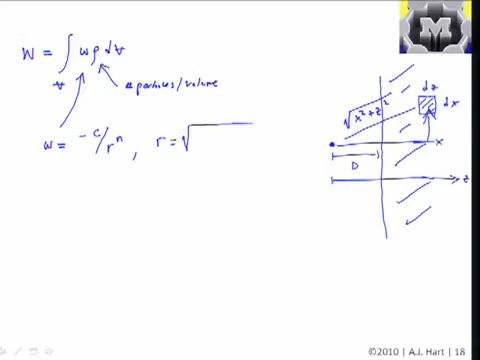 W = ∫ wρ dV
V
# particles/volume
w = -C/rⁿ , r = √
√x²+z²
dz
dx
x
D
z
M
©2010 | A.J. Hart | 18